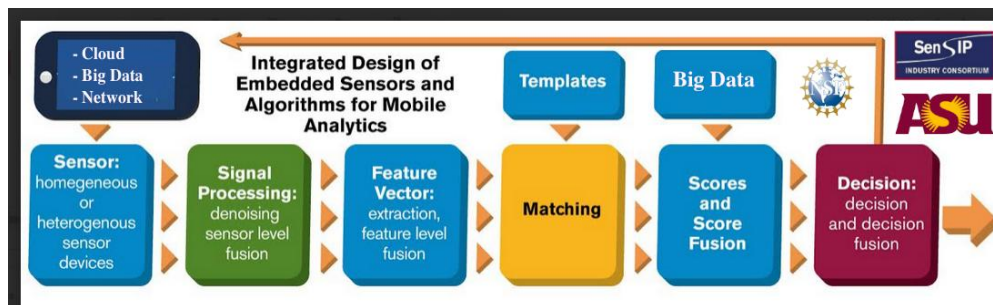 - Cloud
- Big Data
- Network
Integrated Design of
Embedded Sensors and
Algorithms for Mobile
Analytics
Templates
Big Data
NSF
SenSIP
INDUSTRY CONSORTIUM
ASU
Sensor:
homegeneous
or
heterogenous
sensor
devices
Signal
Processing:
denoising
sensor level
fusion
Feature
Vector:
extraction,
feature level
fusion
Matching
Scores
and
Score
Fusion
Decision:
decision
and decision
fusion